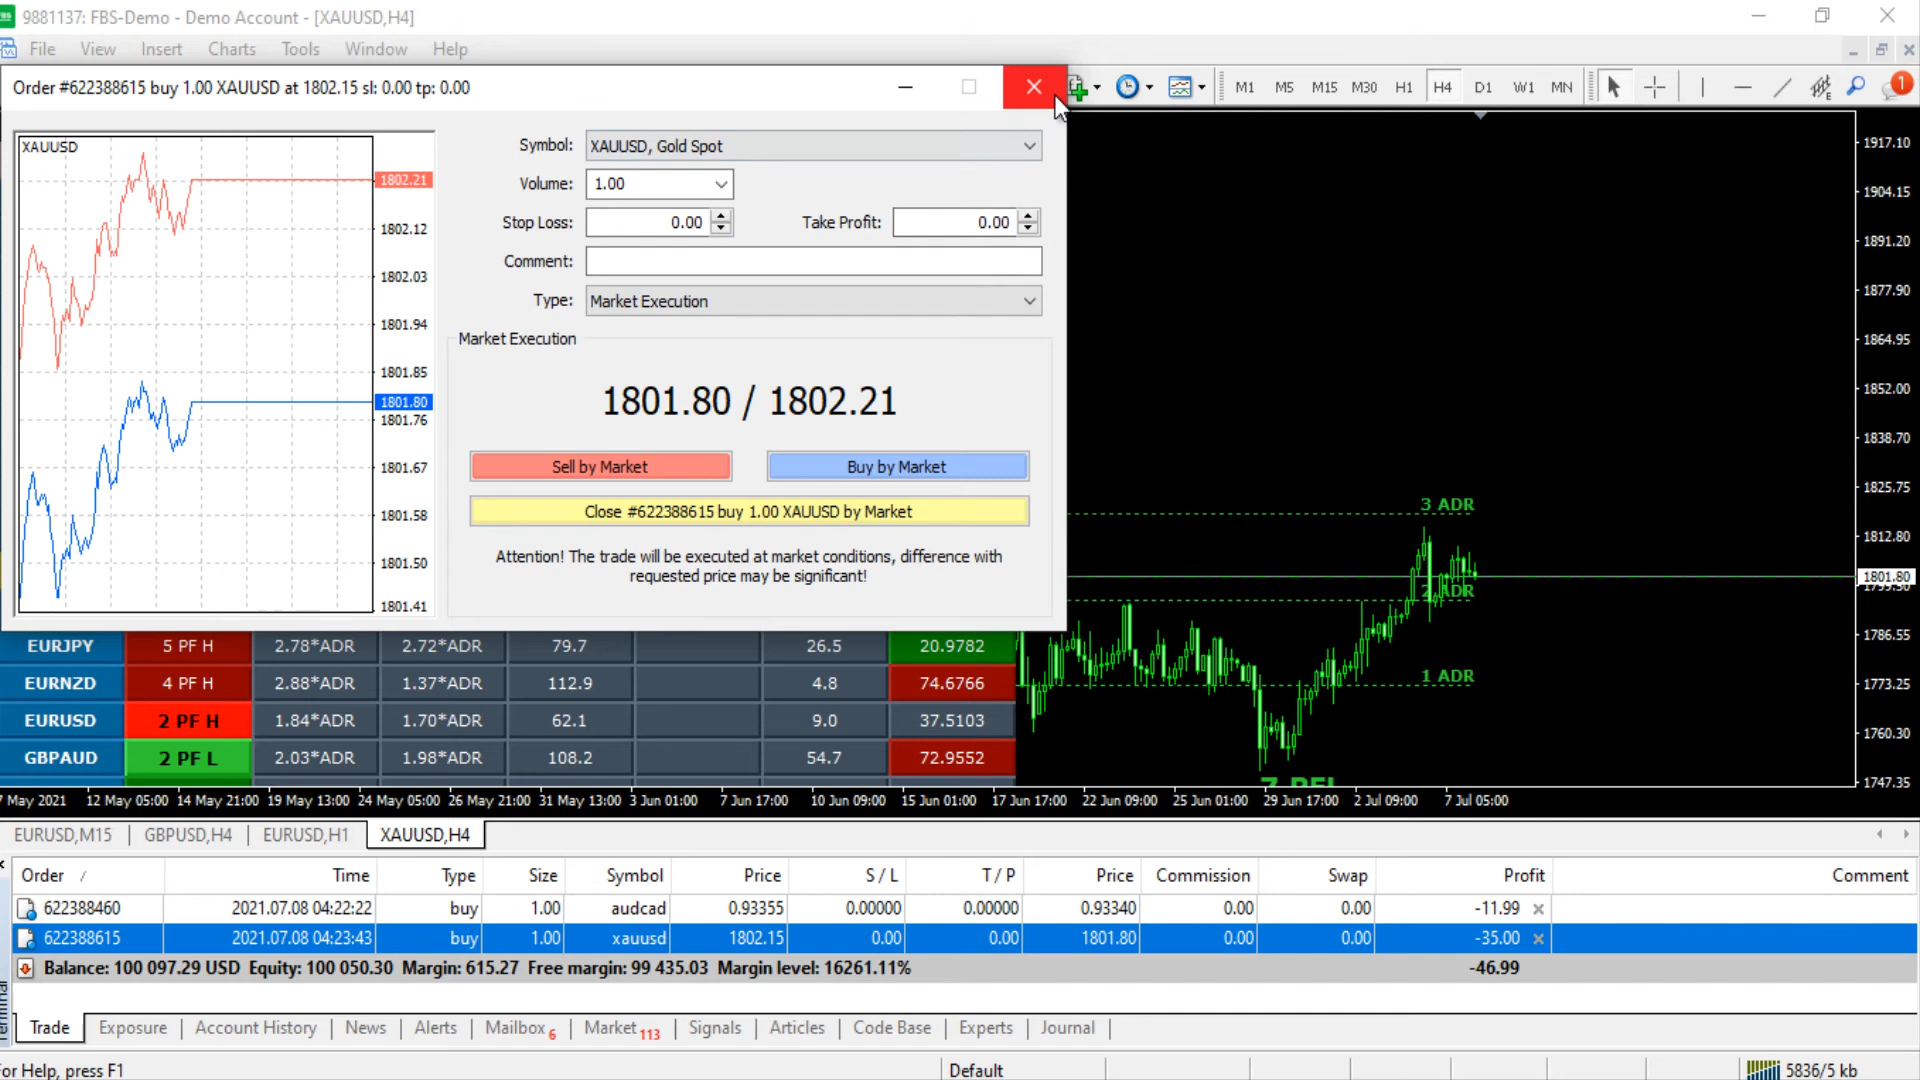 9881137: FBS-Demo - Demo Account - [XAUUSD,H4]
File View Insert Charts Tools Window Help
Order #622388615 buy 1.00 XAUUSD at 1802.15 sl: 0.00 tp: 0.00
M1 M5 M15 M30 H1 H4 D1 W1 MN 1
XAUUSD
1802.21
1802.12
1802.03
1801.94
1801.85
1801.80
1801.76
1801.67
1801.58
1801.50
1801.41
Symbol: XAUUSD, Gold Spot
Volume: 1.00
Stop Loss: 0.00 Take Profit: 0.00
Comment:
Type: Market Execution
Market Execution
1801.80 / 1802.21
Sell by Market Buy by Market
Close #622388615 buy 1.00 XAUUSD by Market
Attention! The trade will be executed at market conditions, difference with
requested price may be significant!
1917.10
1904.15
1891.20
1877.90
1864.95
1852.00
1838.70
1825.75
1812.80
1801.80
1786.55
1773.25
1760.30
1747.35
3 ADR
2 ADR
1 ADR
EURJPY 5 PF H 2.78*ADR 2.72*ADR 79.7 26.5 20.9782
EURNZD 4 PF H 2.88*ADR 1.37*ADR 112.9 4.8 74.6766
EURUSD 2 PF H 1.84*ADR 1.70*ADR 62.1 9.0 37.5103
GBPAUD 2 PF L 2.03*ADR 1.98*ADR 108.2 54.7 72.9552
7 May 2021 12 May 05:00 14 May 21:00 19 May 13:00 24 May 05:00 26 May 21:00 31 May 13:00 3 Jun 01:00 7 Jun 17:00 10 Jun 09:00 15 Jun 01:00 17 Jun 17:00 22 Jun 09:00 25 Jun 01:00 29 Jun 17:00 2 Jul 09:00 7 Jul 05:00
EURUSD,M15 GBPUSD,H4 EURUSD,H1 XAUUSD,H4
Order / Time Type Size Symbol Price S / L T / P Price Commission Swap Profit Comment
622388460 2021.07.08 04:22:22 buy 1.00 audcad 0.93355 0.00000 0.00000 0.93340 0.00 0.00 -11.99
622388615 2021.07.08 04:23:43 buy 1.00 xauusd 1802.15 0.00 0.00 1801.80 0.00 0.00 -35.00
Balance: 100 097.29 USD Equity: 100 050.30 Margin: 615.27 Free margin: 99 435.03 Margin level: 16261.11% -46.99
Terminal
Trade Exposure Account History News Alerts Mailbox 6 Market 113 Signals Articles Code Base Experts Journal
For Help, press F1 Default 5836/5 kb